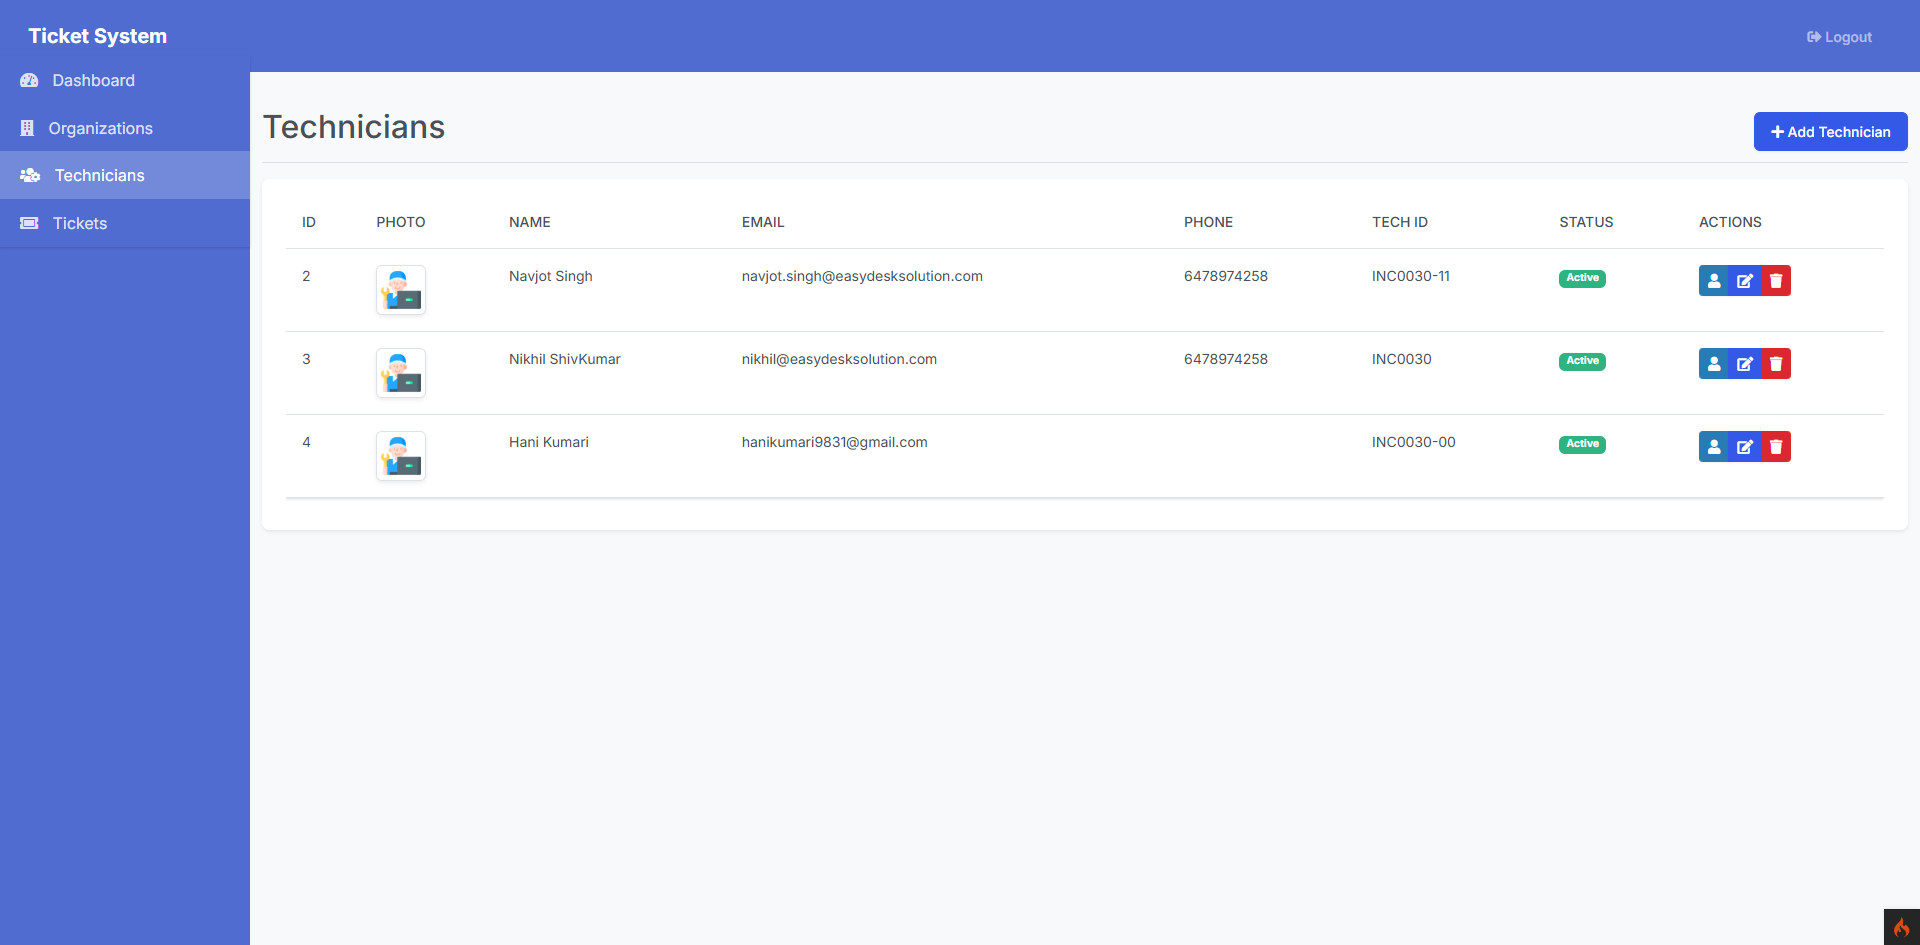 Ticket System
Logout
Dashboard
Organizations
Technicians
Tickets
Technicians
Add Technician
ID PHOTO NAME EMAIL PHONE TECH ID STATUS ACTIONS
2 Navjot Singh navjot.singh@easydesksolution.com 6478974258 INC0030-11 Active
3 Nikhil ShivKumar nikhil@easydesksolution.com 6478974258 INC0030 Active
4 Hani Kumari hanikumari9831@gmail.com INC0030-00 Active